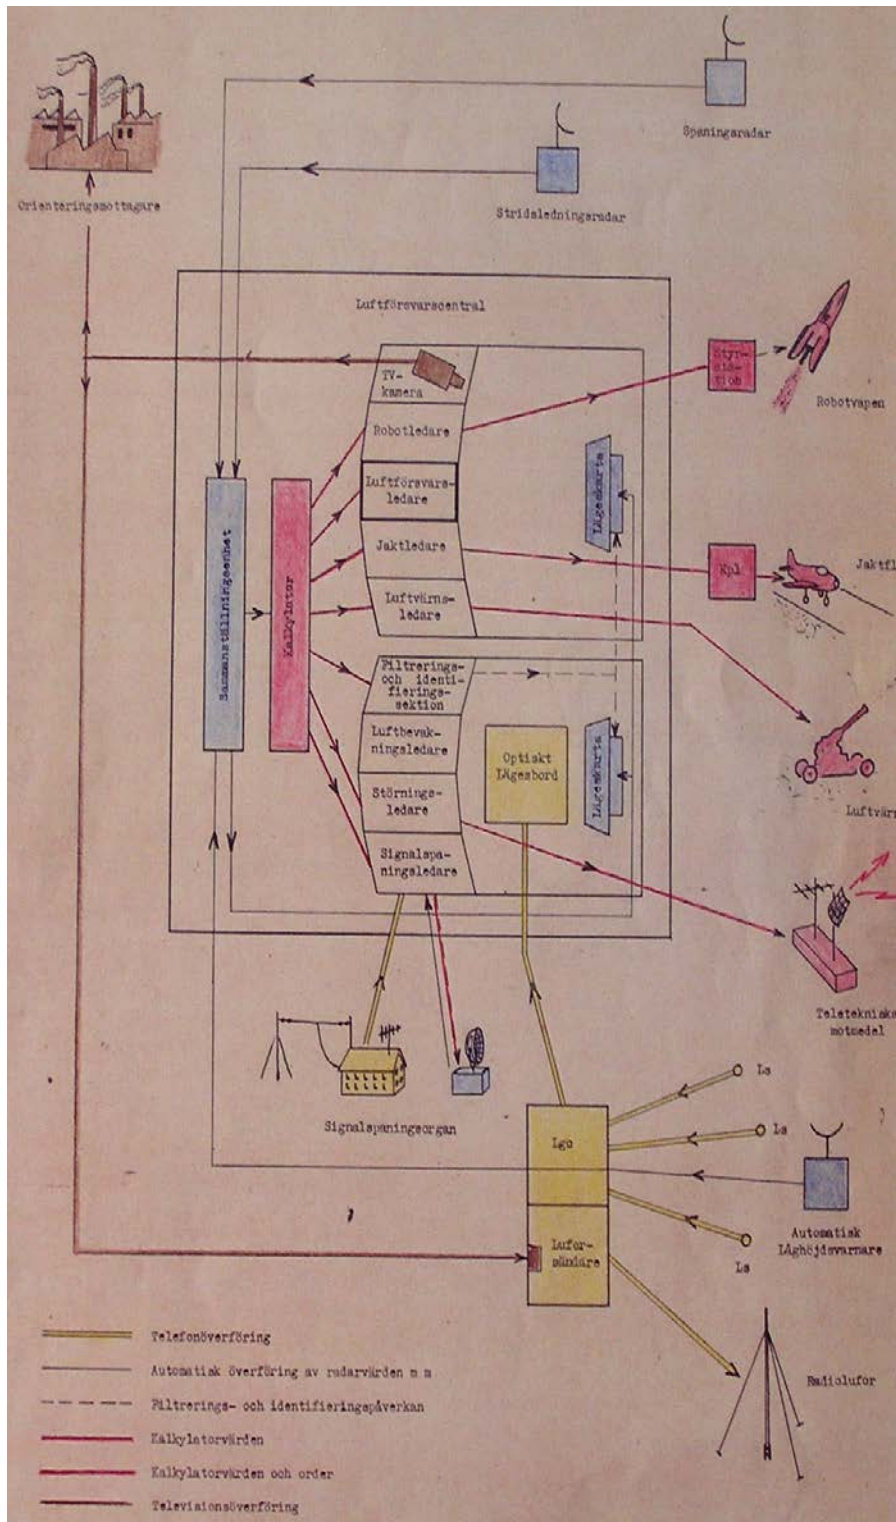 Spaningsradar
Stridsledningsradar
Orienteringsmottagare
Luftförsvarscentral
TV-
kamera
Robotledare
Luftförsvars-
ledare
Jaktledare
Luftvärns-
ledare
Styr-
sta-
tion
Robotvapen
Lägeskarta
Sammanställningsenhet
Kalkylator
Kpl
Jaktfl
Filtrerings-
och identi-
fierings-
sektion
Luftbevak-
ningsledare
Störnings-
ledare
Signalspa-
ningsledare
Optiskt
Lägesbord
Lägeskarta
Luftvärn
Teletekniska
motmedel
Signalspaningsorgan
Ls
Ls
Lgc
Automatisk
Låghöjdsvarnare
Ls
Lufor-
sändare
Radiolufor
Telefonöverföring
Automatisk överföring av radarvärden m m
Filtrerings- och identifieringspåverkan
Kalkylatorvärden
Kalkylatorvärden och order
Televisionsöverföring